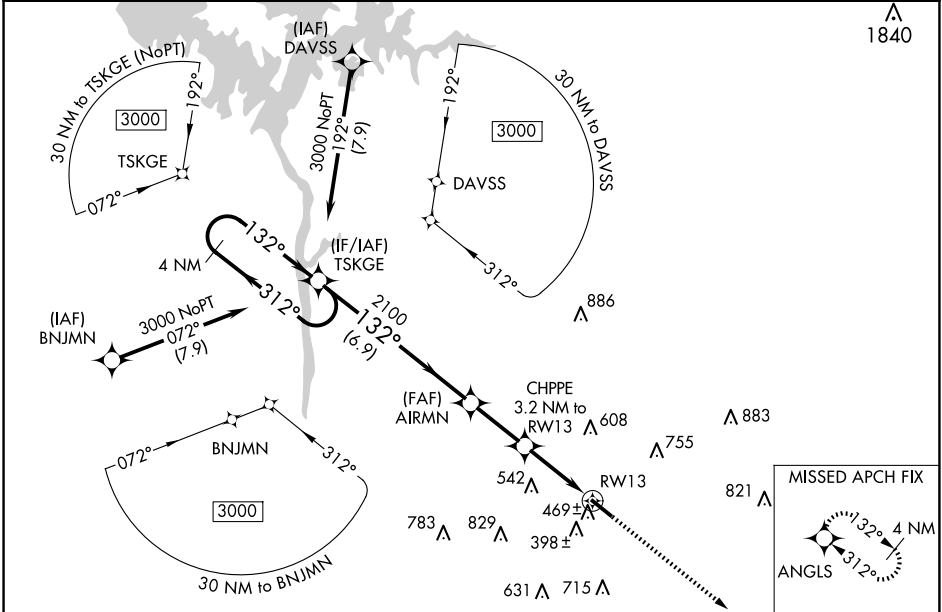 1840
(IAF)
DAVSS
30 NM to TSKGE (NoPT)
3000
192°
TSKGE
072°
3000 NoPT
192°
(7.9)
30 NM to DAVSS
192°
3000
DAVSS
312°
132°
4 NM
312°
(IF/IAF)
TSKGE
2100
132°
(6.9)
886
(IAF)
BNJMN
3000 NoPT
072°
(7.9)
(FAF)
AIRMN
CHPPE
3.2 NM to
RW13
608
883
755
072°
BNJMN
312°
3000
30 NM to BNJMN
542
RW13
469±
398±
783
829
821
631
715
MISSED APCH FIX
132°
4 NM
312°
ANGLS